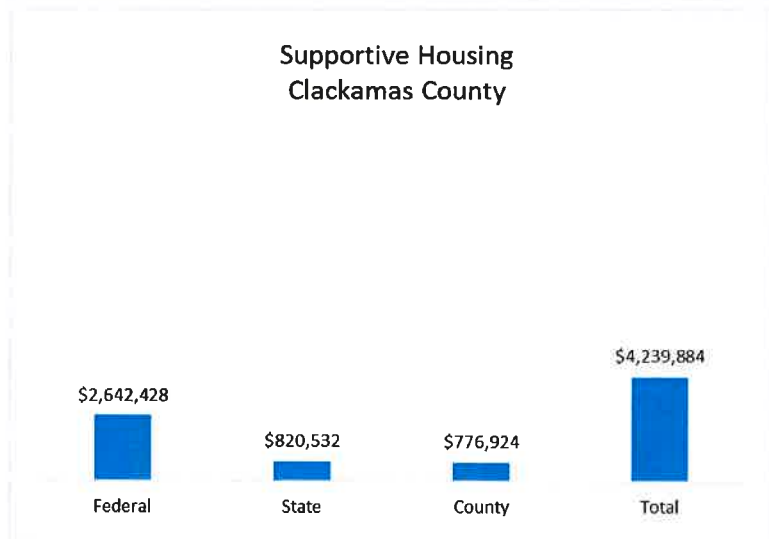 Supportive Housing
Clackamas County
$4,239,884
$2,642,428
$820,532
$776,924
Federal
State
County
Total